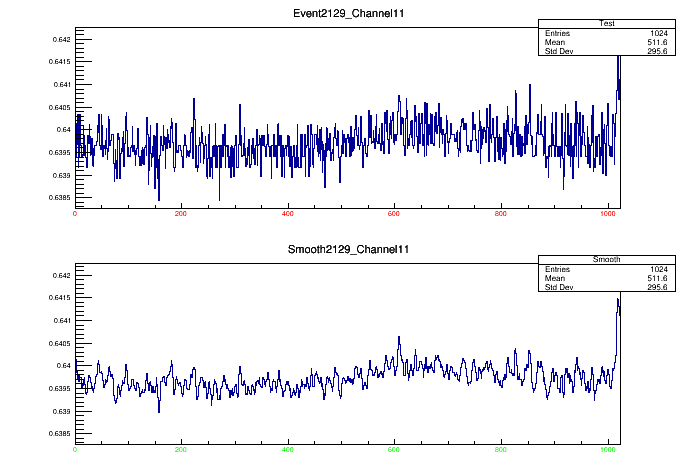 Event2129_Channel11
Test
Entries 1024
Mean 511.6
Std Dev 295.6
0.642
0.6415
0.641
0.6405
0.64
0.6395
0.639
0.6385
0 200 400 600 800 1000
Smooth2129_Channel11
Smooth
Entries 1024
Mean 511.6
Std Dev 295.6
0.642
0.6415
0.641
0.6405
0.64
0.6395
0.639
0.6385
0 200 400 600 800 1000